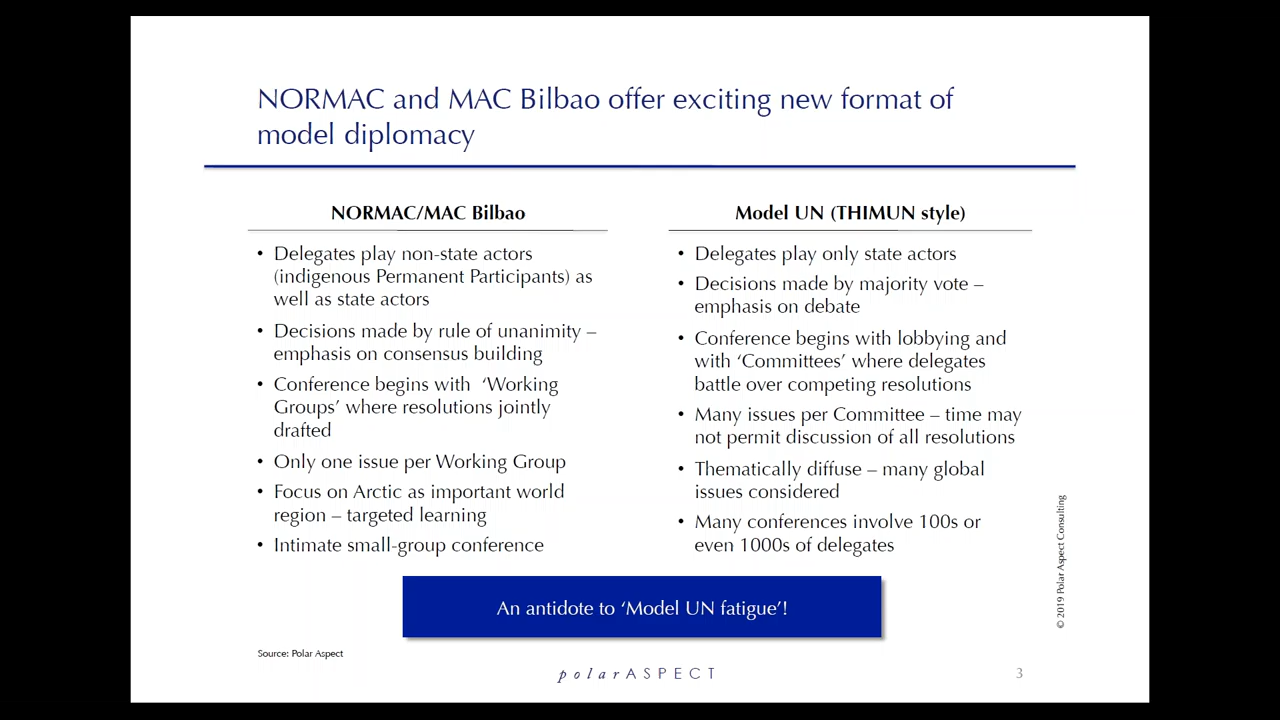 NORMAC and MAC Bilbao offer exciting new format of
model diplomacy
NORMAC/MAC Bilbao
• Delegates play non-state actors
(indigenous Permanent Participants) as
well as state actors
• Decisions made by rule of unanimity –
emphasis on consensus building
• Conference begins with ‘Working
Groups’ where resolutions jointly
drafted
• Only one issue per Working Group
• Focus on Arctic as important world
region – targeted learning
• Intimate small-group conference
Model UN (THIMUN style)
• Delegates play only state actors
• Decisions made by majority vote –
emphasis on debate
• Conference begins with lobbying and
with ‘Committees’ where delegates
battle over competing resolutions
• Many issues per Committee – time may
not permit discussion of all resolutions
• Thematically diffuse – many global
issues considered
• Many conferences involve 100s or
even 1000s of delegates
An antidote to ‘Model UN fatigue’!
© 2019 Polar Aspect Consulting
Source: Polar Aspect
polarASPECT
3